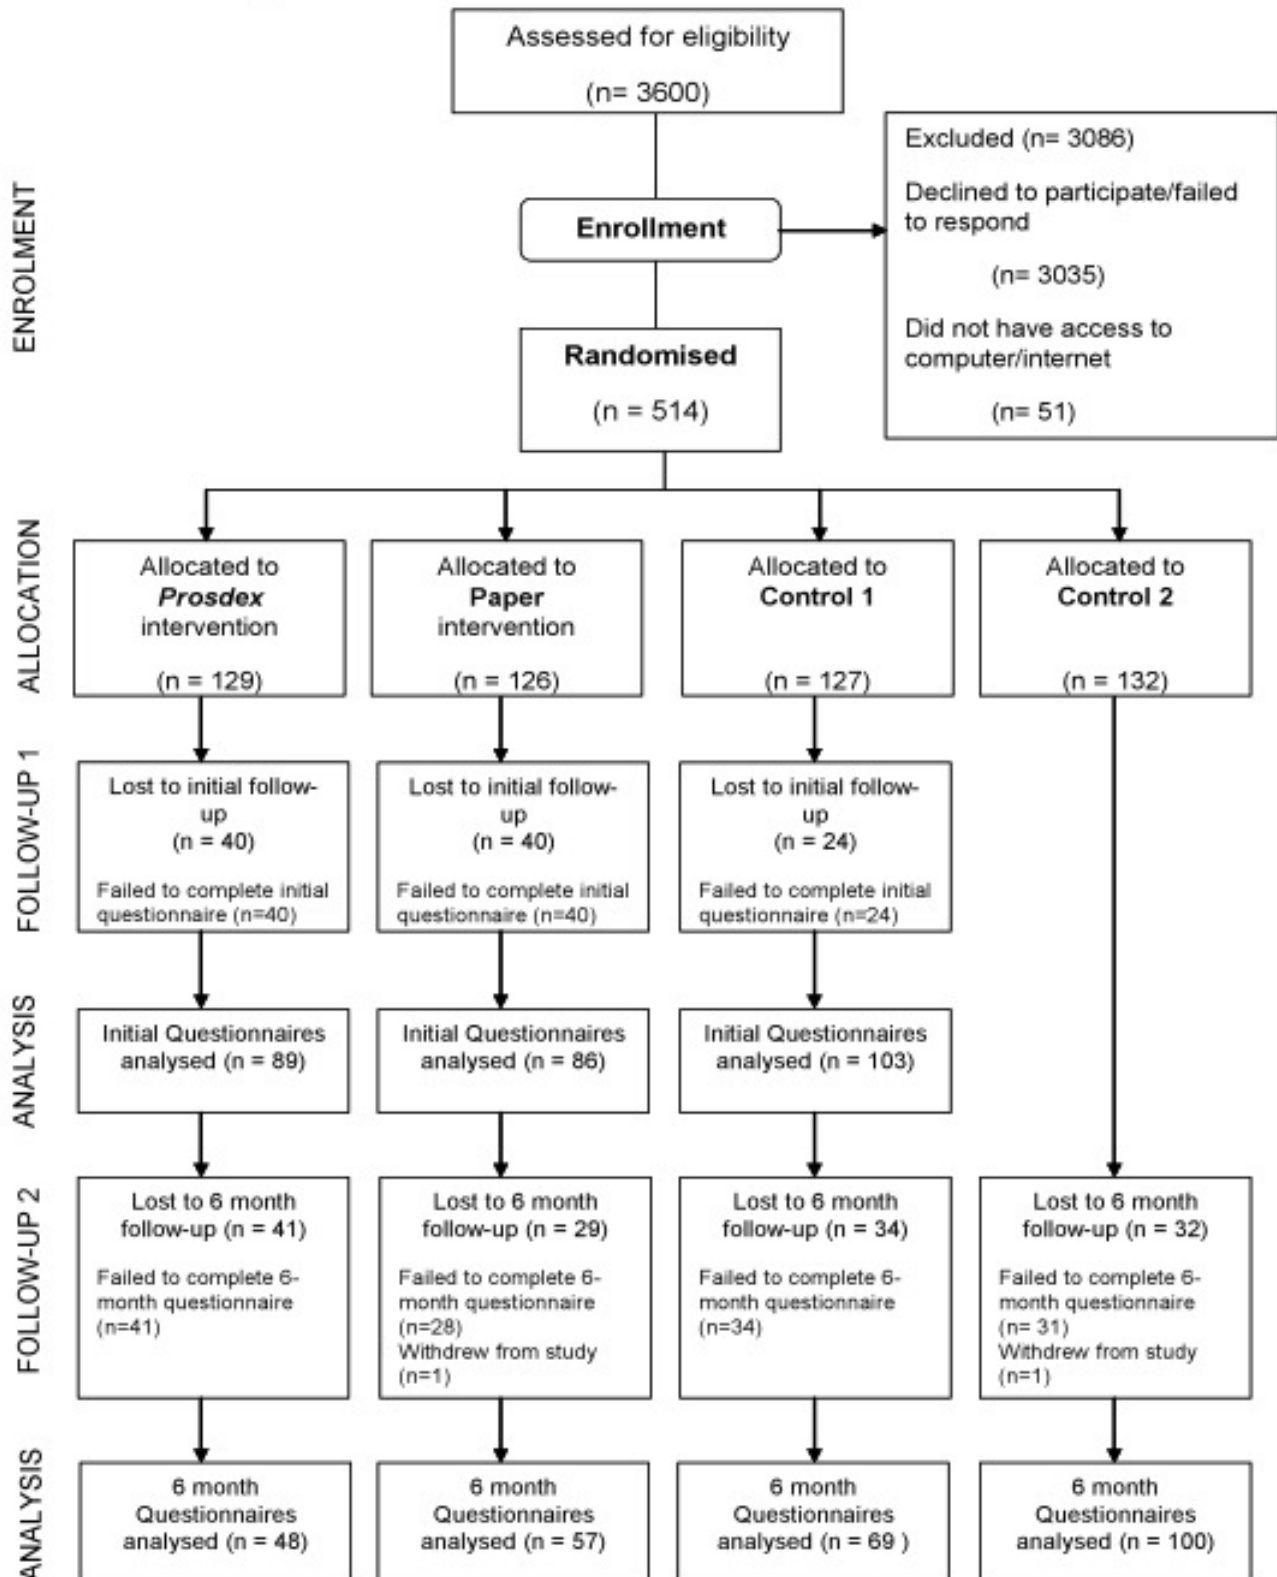 Assessed for eligibility
(n= 3600)
Excluded (n= 3086)
Declined to participate/failed
to respond
(n= 3035)
Did not have access to
computer/internet
(n= 51)
ENROLMENT
Enrollment
Randomised
(n = 514)
ALLOCATION
Allocated to
Prosdex
intervention
(n = 129)
Allocated to
Paper
intervention
(n = 126)
Allocated to
Control 1
(n = 127)
Allocated to
Control 2
(n = 132)
FOLLOW-UP 1
Lost to initial follow-
up
(n = 40)
Failed to complete initial
questionnaire (n=40)
Lost to initial follow-
up
(n = 40)
Failed to complete initial
questionnaire (n=40)
Lost to initial follow-
up
(n = 24)
Failed to complete initial
questionnaire (n=24)
ANALYSIS
Initial Questionnaires
analysed (n = 89)
Initial Questionnaires
analysed (n = 86)
Initial Questionnaires
analysed (n = 103)
FOLLOW-UP 2
Lost to 6 month
follow-up (n = 41)
Failed to complete 6-
month questionnaire
(n=41)
Lost to 6 month
follow-up (n = 29)
Failed to complete 6-
month questionnaire
(n=28)
Withdrew from study
(n=1)
Lost to 6 month
follow-up (n = 34)
Failed to complete 6-
month questionnaire
(n=34)
Lost to 6 month
follow-up (n = 32)
Failed to complete 6-
month questionnaire
(n= 31)
Withdrew from study
(n=1)
ANALYSIS
6 month
Questionnaires
analysed (n = 48)
6 month
Questionnaires
analysed (n = 57)
6 month
Questionnaires
analysed (n = 69 )
6 month
Questionnaires
analysed (n = 100)